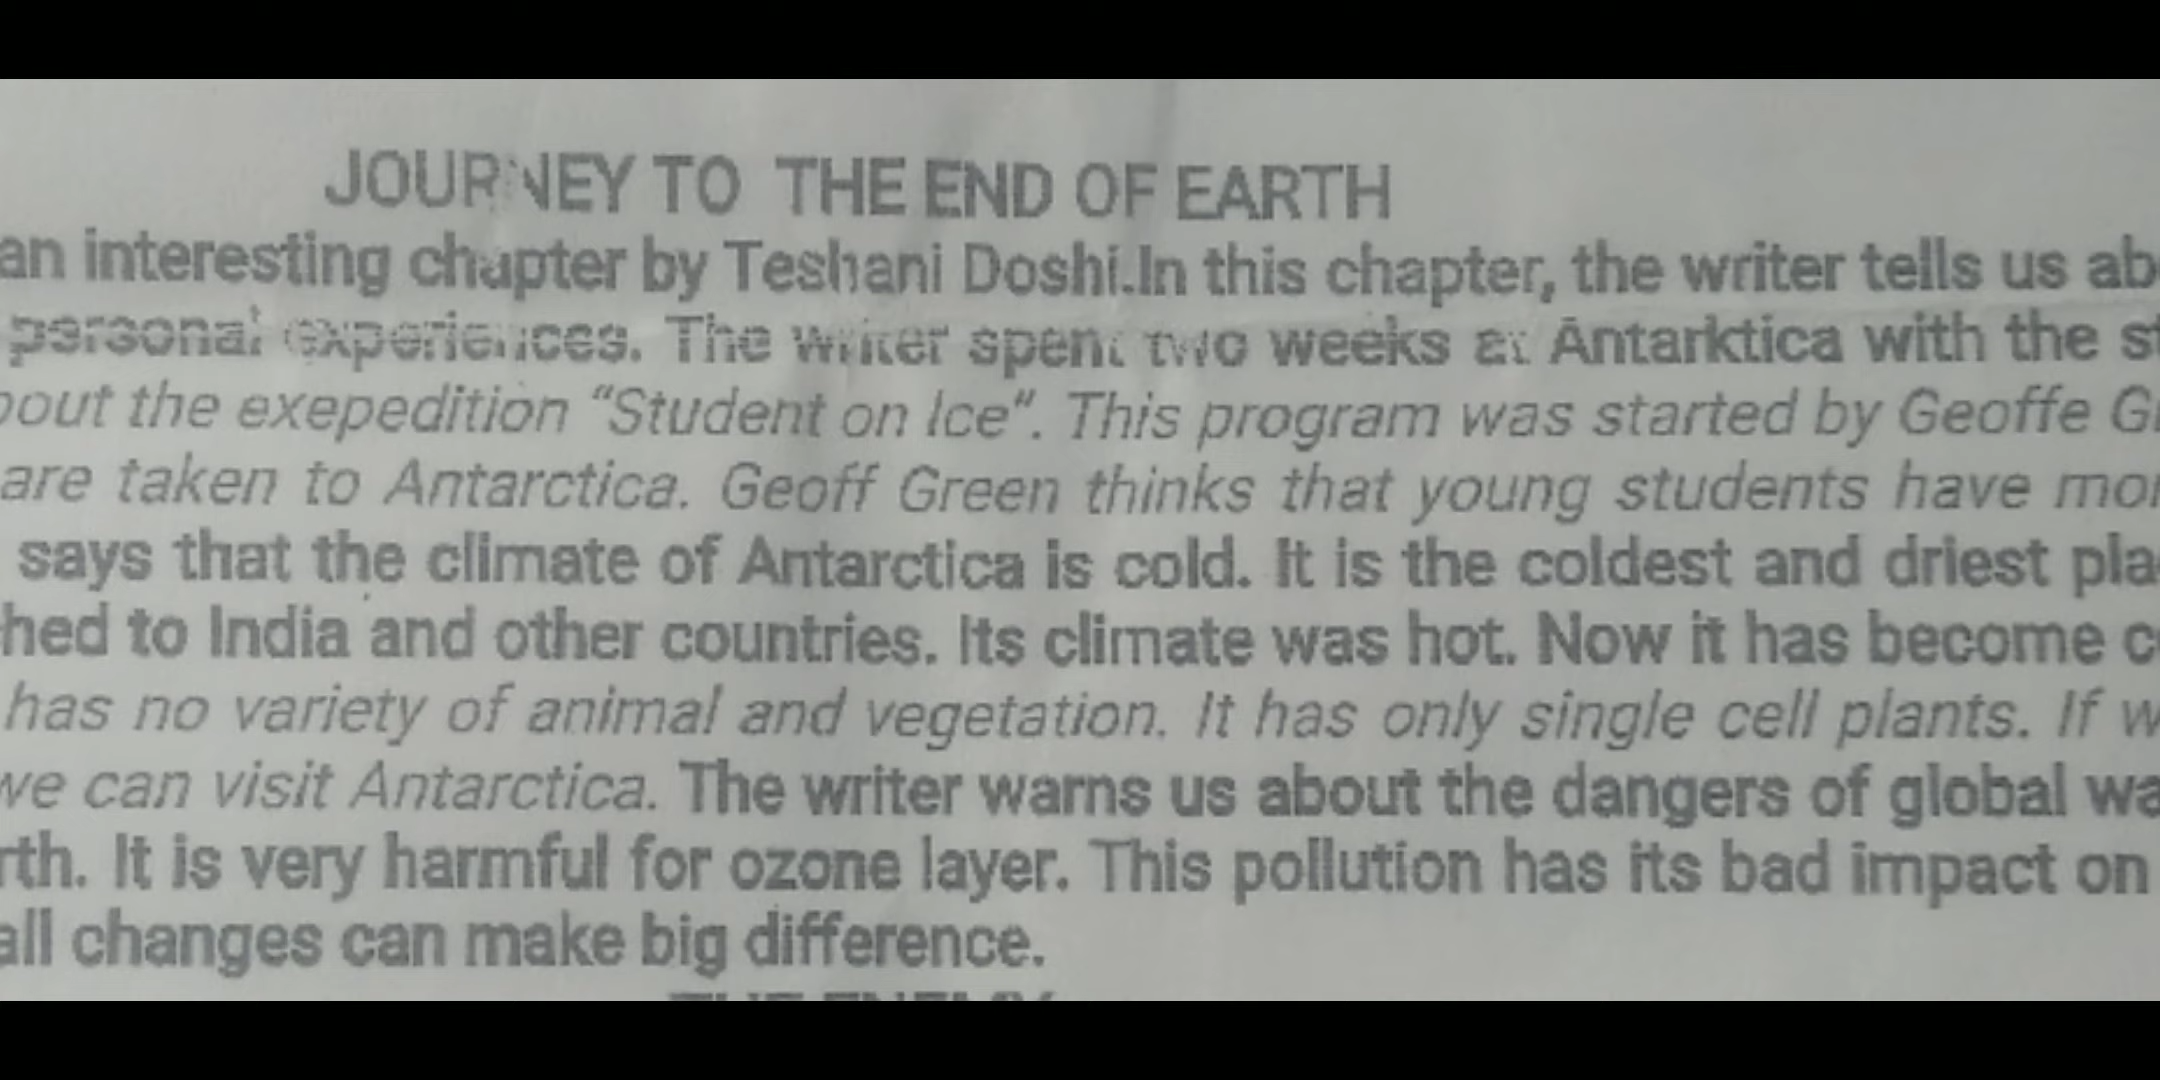 JOURNEY TO THE END OF EARTH
an interesting chapter by Teshani Doshi.In this chapter, the writer tells us ab
personal experiences. The writer spent two weeks at Antarktica with the st
bout the exepedition “Student on Ice”. This program was started by Geoffe G
are taken to Antarctica. Geoff Green thinks that young students have mor
says that the climate of Antarctica is cold. It is the coldest and driest pla
hed to India and other countries. Its climate was hot. Now it has become c
has no variety of animal and vegetation. It has only single cell plants. If w
we can visit Antarctica. The writer warns us about the dangers of global wa
rth. It is very harmful for ozone layer. This pollution has its bad impact on
all changes can make big difference.